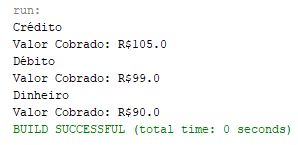 run:
Crédito
Valor Cobrado: R$105.0
Débito
Valor Cobrado: R$99.0
Dinheiro
Valor Cobrado: R$90.0
BUILD SUCCESSFUL (total time: 0 seconds)